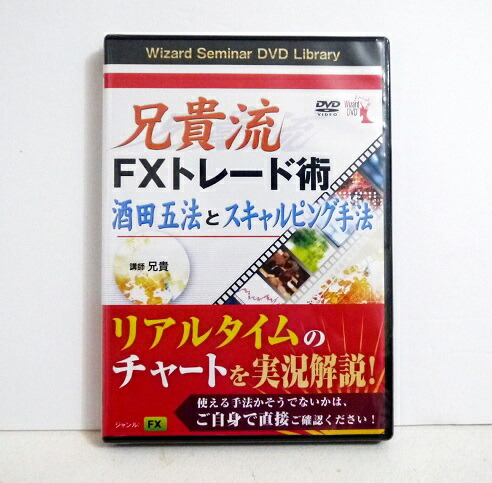 Wizard Seminar DVD Library
DVD
VIDEO
Wizard
DVD
兄貴流
FXトレード術
酒田五法とスキャルピング手法
講師 兄貴
リアルタイムの
チャートを実況解説!
使える手法かそうでないかは、
ご自身で直接ご確認ください!
ジャンル: FX